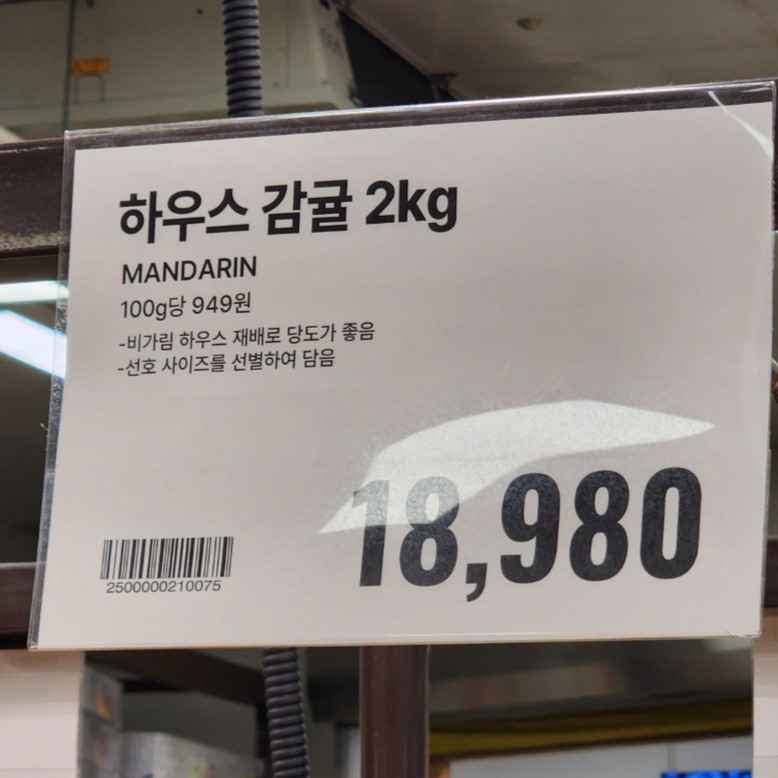 하우스 감귤 2kg
MANDARIN
100g당 949원
-비가림 하우스 재배로 당도가 좋음
-선호 사이즈를 선별하여 담음
18,980
2500000210075